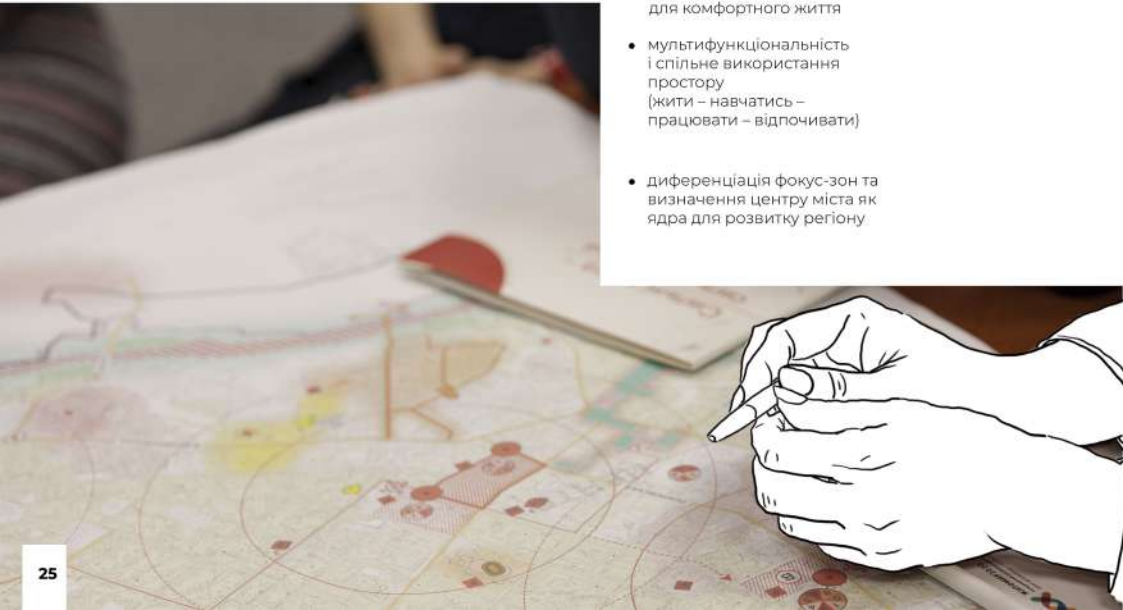 для комфортного життя
• мультифункціональність
і спільне використання
простору
(жити – навчатись –
працювати – відпочивати)
• диференціація фокус-зон та
визначення центру міста як
ядра для розвитку регіону
25